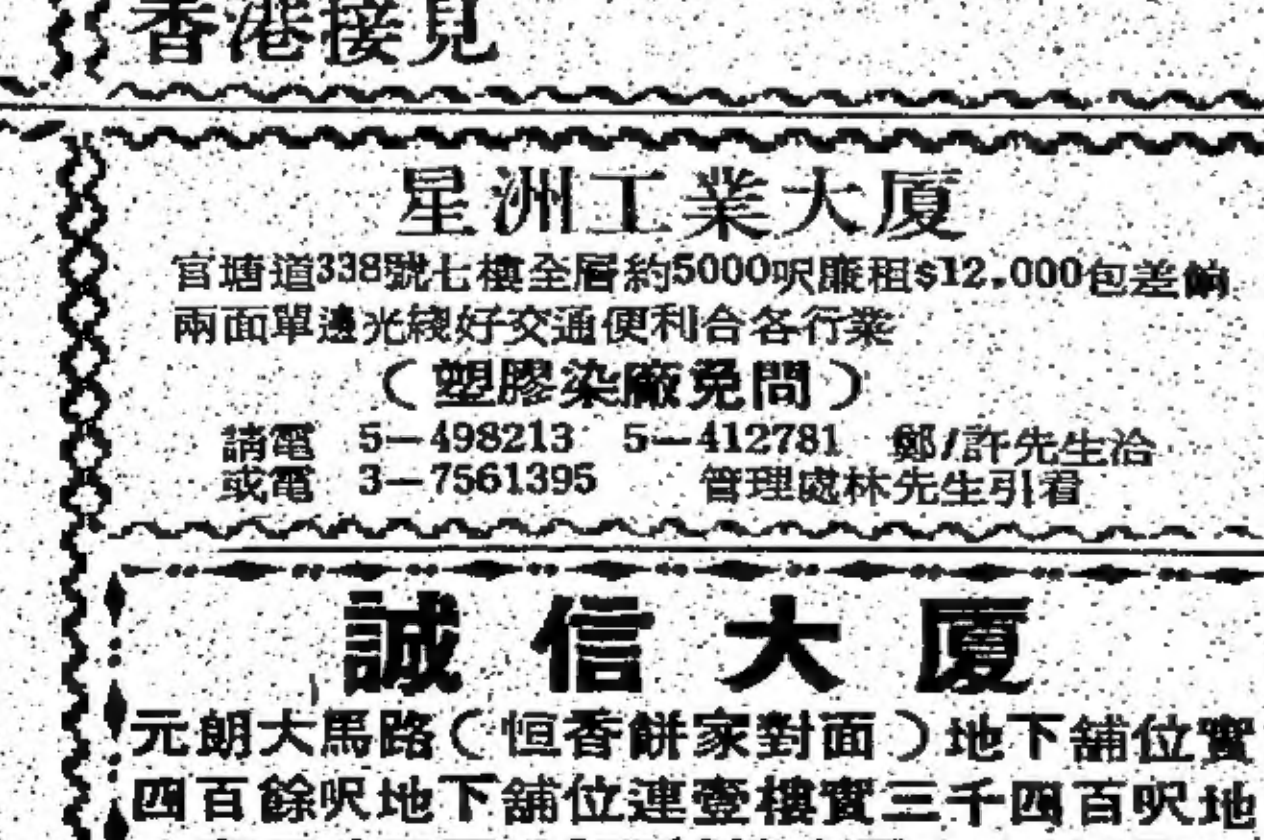 香港接見
星洲工業大廈
官塘道338號七樓全層約5000呎廉租$12,000包差餉
兩面單邊光綫好交通便利合各行業
(塑膠染廠免問)
請電 5—498213 5—412781 鄭/許先生洽
或電 3—7561395 管理處林先生引看
誠信大廈
元朗大馬路(恒香餅家對面)地下舖位實
四百餘呎地下舖位連壹樓實三千四百呎地